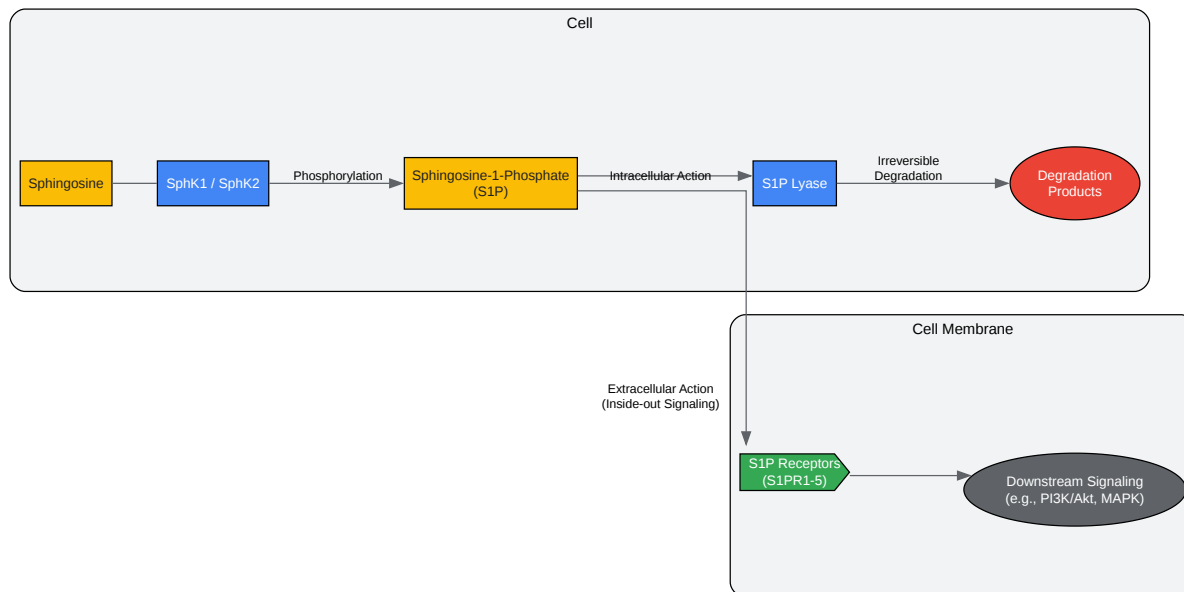 Cell
Sphingosine
SphK1 / SphK2
Phosphorylation
Sphingosine-1-Phosphate
(S1P)
Intracellular Action
S1P Lyase
Irreversible
Degradation
Degradation
Products
Cell Membrane
Extracellular Action
(Inside-out Signaling)
S1P Receptors
(S1PR1-5)
Downstream Signaling
(e.g., PI3K/Akt, MAPK)